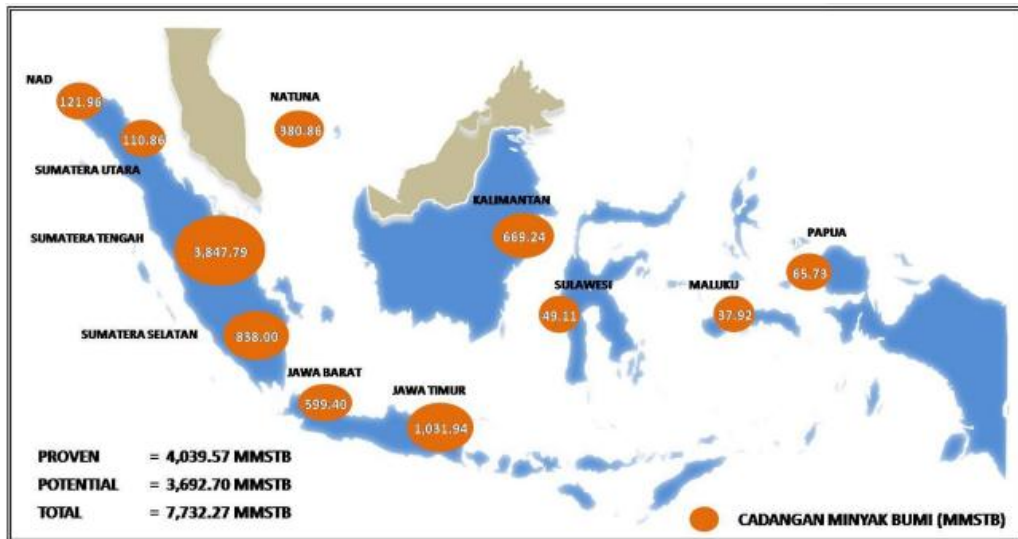 NAD
121.96
NATUNA
380.86
110.86
SUMATERA UTARA
KALIMANTAN
669.24
SUMATERA TENGAH
3,847.79
PAPUA
65.73
SULAWESI
49.11
MALUKU
37.92
SUMATERA SELATAN
838.00
JAWA BARAT
599.40
JAWA TIMUR
1,031.94
PROVEN = 4,039.57 MMSTB
POTENTIAL = 3,692.70 MMSTB
TOTAL = 7,732.27 MMSTB
CADANGAN MINYAK BUMI (MMSTB)